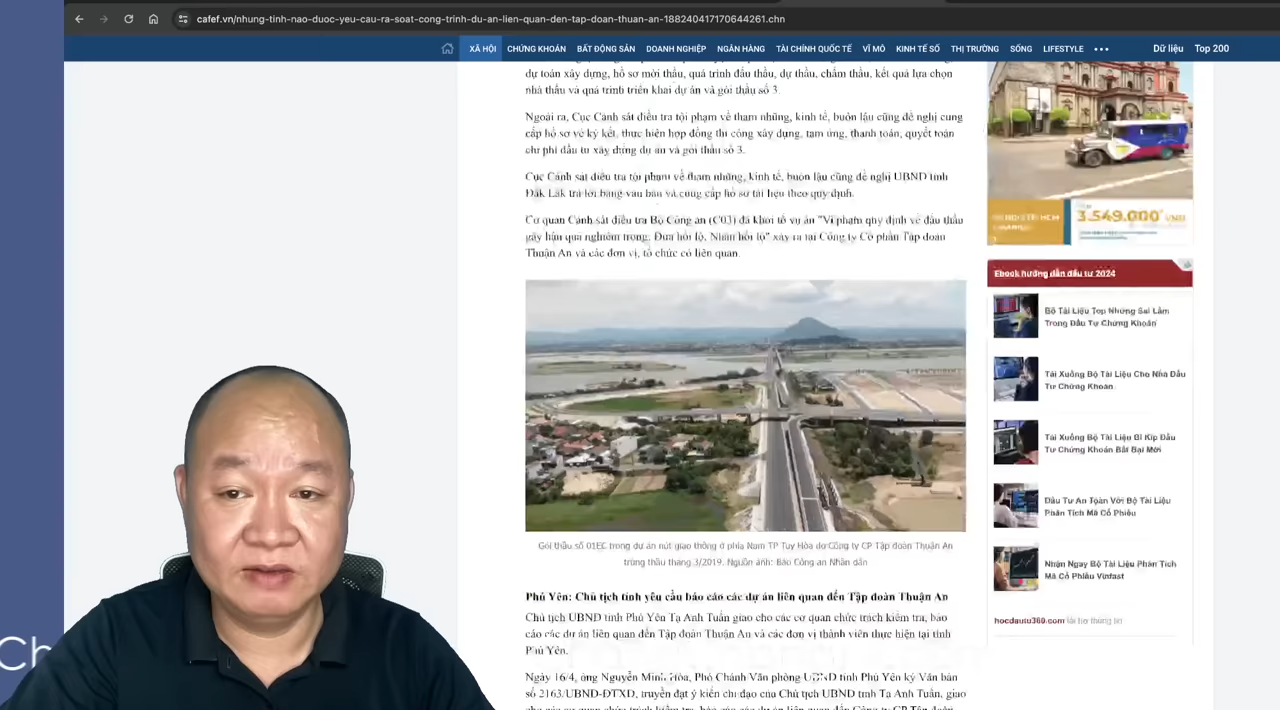 cafef.vn/nhung-tinh-nao-duoc-yeu-cau-ra-soat-cong-trinh-du-an-lien-quan-den-tap-doan-thuan-an-188240417170644261.chn
XÃ HỘI CHỨNG KHOÁN BẤT ĐỘNG SẢN DOANH NGHIỆP NGÂN HÀNG TÀI CHÍNH QUỐC TẾ VĨ MÔ KINH TẾ SỐ THỊ TRƯỜNG SỐNG LIFESTYLE ••• Dữ liệu Top 200
dự toán xây dựng, hồ sơ mời thầu, quá trình đấu thầu, dự thầu, chấm thầu, kết quả lựa chọn
nhà thầu và quá trình triển khai dự án và gói thầu số 3.
Ngoài ra, Cục Cảnh sát điều tra tội phạm về tham nhũng, kinh tế, buôn lậu cũng đề nghị cung
cấp hồ sơ về ký kết, thực hiện hợp đồng thi công xây dựng, tạm ứng, thanh toán, quyết toán
chi phí đầu tư xây dựng dự án và gói thầu số 3.
Cục Cảnh sát điều tra tội phạm về tham nhũng, kinh tế, buôn lậu cũng đề nghị UBND tỉnh
Đắk Lắk trả lời bằng văn bản và cung cấp hồ sơ tài liệu theo quy định.
Cơ quan Cảnh sát điều tra Bộ Công an (C03) đã khởi tố vụ án "Vi phạm quy định về đấu thầu
gây hậu quả nghiêm trọng; Đưa hối lộ, Nhận hối lộ" xảy ra tại Công ty Cổ phần Tập đoàn
Thuận An và các đơn vị, tổ chức có liên quan.
3.549.000 VND
Ebook hướng dẫn đầu tư 2024
Bộ Tài Liệu Top Những Sai Lầm
Trong Đầu Tư Chứng Khoán
Tải Xuống Bộ Tài Liệu Cho Nhà Đầu
Tư Chứng Khoán
Tải Xuống Bộ Tài Liệu Bí Kíp Đầu
Tư Chứng Khoán Bất Bại Mới
Đầu Tư An Toàn Với Bộ Tài Liệu
Phân Tích Mã Cổ Phiếu
Nhận Ngay Bộ Tài Liệu Phân Tích
Mã Cổ Phiếu Vinfast
hocdautu360.com tài trợ thông tin
Gói thầu số 01EC trong dự án nút giao thông ở phía Nam TP Tuy Hòa do Công ty CP Tập đoàn Thuận An
trúng thầu tháng 3/2019. Nguồn ảnh: Báo Công an Nhân dân
Phú Yên: Chủ tịch tỉnh yêu cầu báo cáo các dự án liên quan đến Tập đoàn Thuận An
Chủ tịch UBND tỉnh Phú Yên Tạ Anh Tuấn giao cho các cơ quan chức trách kiểm tra, báo
cáo các dự án liên quan đến Tập đoàn Thuận An và các đơn vị thành viên thực hiện tại tỉnh
Phú Yên.
Ngày 16/4, ông Nguyễn Minh Hòa, Phó Chánh Văn phòng UBND tỉnh Phú Yên ký Văn bản
số 2163/UBND-ĐTXD, truyền đạt ý kiến chỉ đạo của Chủ tịch UBND tỉnh Tạ Anh Tuấn, giao
Ch